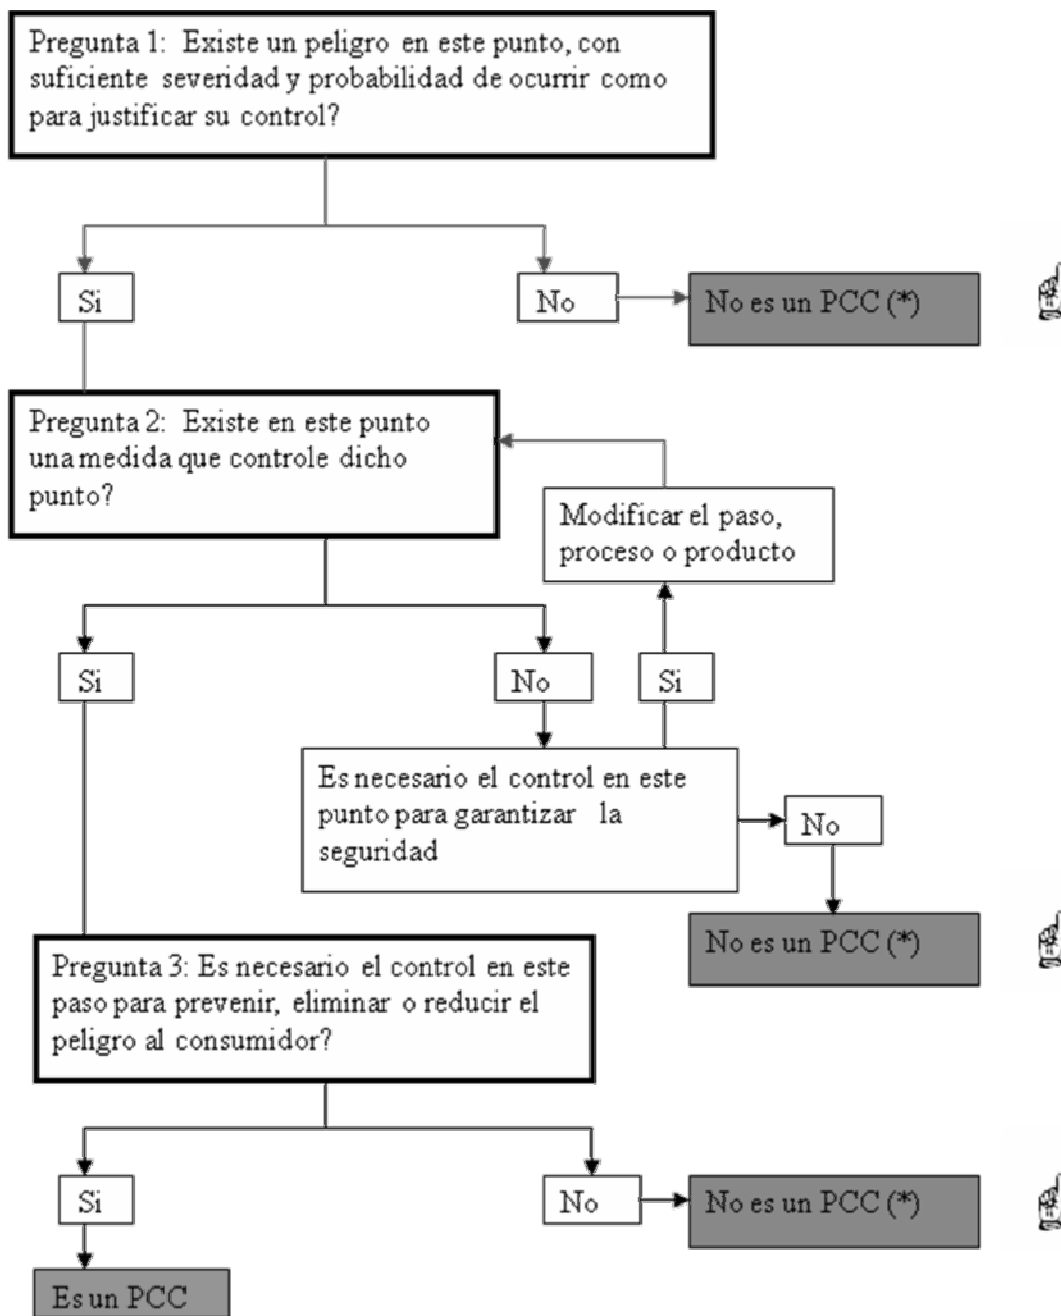 Pregunta 1: Existe un peligro en este punto, con
suficiente severidad y probabilidad de ocurrir como
para justificar su control?
Si
No
No es un PCC (*)
Pregunta 2: Existe en este punto
una medida que controle dicho
punto?
Modificar el paso,
proceso o producto
Si
No
Si
Es necesario el control en este
punto para garantizar la
seguridad
No
No es un PCC (*)
Pregunta 3: Es necesario el control en este
paso para prevenir, eliminar o reducir el
peligro al consumidor?
Si
No
No es un PCC (*)
Es un PCC